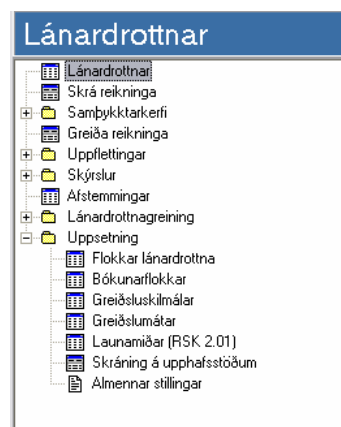 Lánardrottnar
Lánardrottnar
Skrá reikninga
Samþykktarkerfi
Greiða reikninga
Uppflettingar
Skýrslur
Afstemmingar
Lánardrottnagreining
Uppsetning
Flokkar lánardrottna
Bókunarflokkar
Greiðsluskilmálar
Greiðslumátar
Launamiðar (RSK 2.01)
Skráning á upphafsstöðum
Almennar stillingar